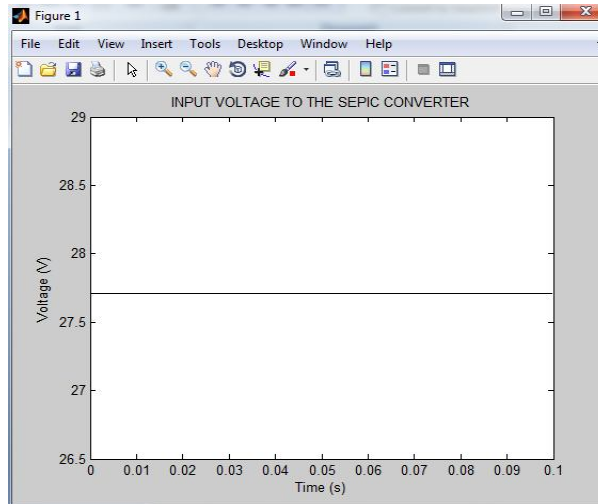 Figure 1
File Edit View Insert Tools Desktop Window Help
INPUT VOLTAGE TO THE SEPIC CONVERTER
29
28.5
28
27.5
27
26.5
Voltage (V)
0 0.01 0.02 0.03 0.04 0.05 0.06 0.07 0.08 0.09 0.1
Time (s)